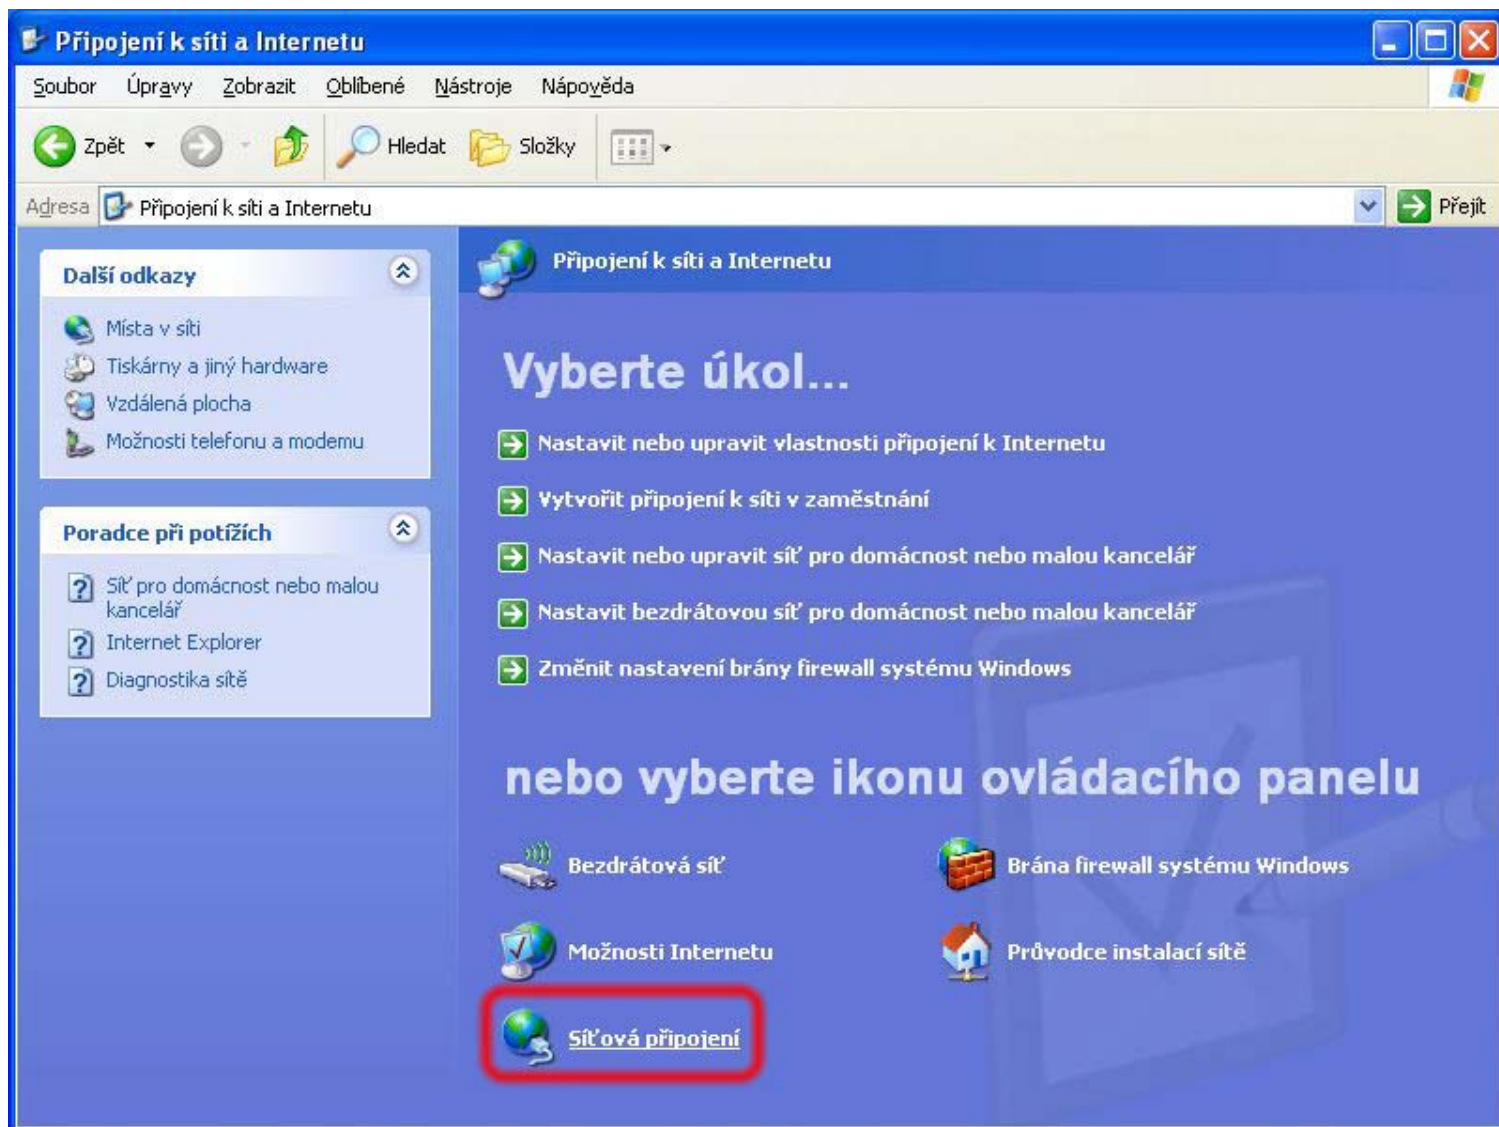 Připojení k síti a Internetu
Soubor Úpravy Zobrazit Oblíbené Nástroje Nápověda
Zpět Hledat Složky
Adresa Připojení k síti a Internetu Přejít
Další odkazy
Místa v síti
Tiskárny a jiný hardware
Vzdálená plocha
Možnosti telefonu a modemu
Poradce při potížích
Síť pro domácnost nebo malou
kancelář
Internet Explorer
Diagnostika sítě
Připojení k síti a Internetu
Vyberte úkol...
Nastavit nebo upravit vlastnosti připojení k Internetu
Vytvořit připojení k síti v zaměstnání
Nastavit nebo upravit síť pro domácnost nebo malou kancelář
Nastavit bezdrátovou síť pro domácnost nebo malou kancelář
Změnit nastavení brány firewall systému Windows
nebo vyberte ikonu ovládacího panelu
Bezdrátová síť
Brána firewall systému Windows
Možnosti Internetu
Průvodce instalací sítě
Síťová připojení